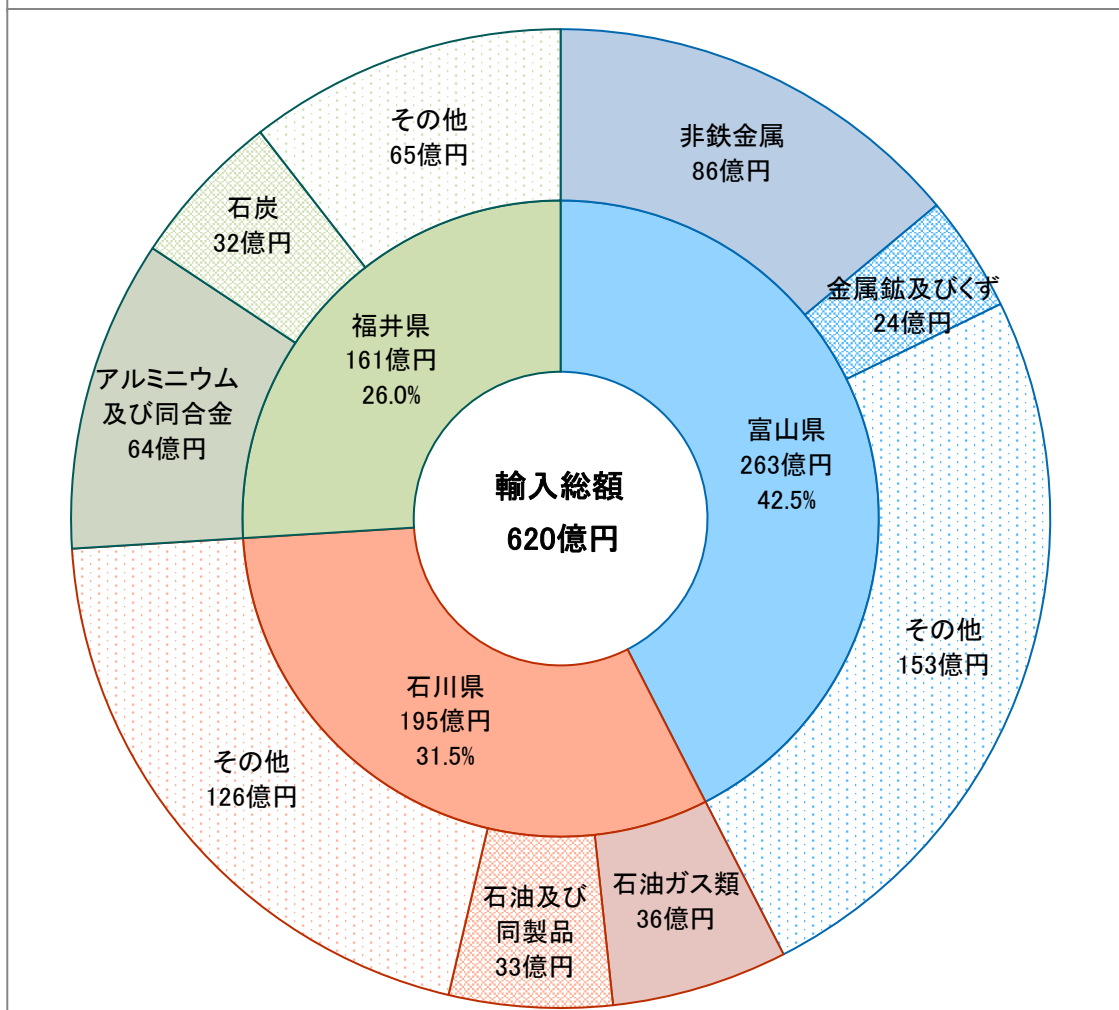 輸入総額
620億円
富山県
263億円
42.5%
非鉄金属
86億円
金属鉱及びくず
24億円
その他
153億円
石川県
195億円
31.5%
石油ガス類
36億円
石油及び
同製品
33億円
その他
126億円
福井県
161億円
26.0%
アルミニウム
及び同合金
64億円
石炭
32億円
その他
65億円